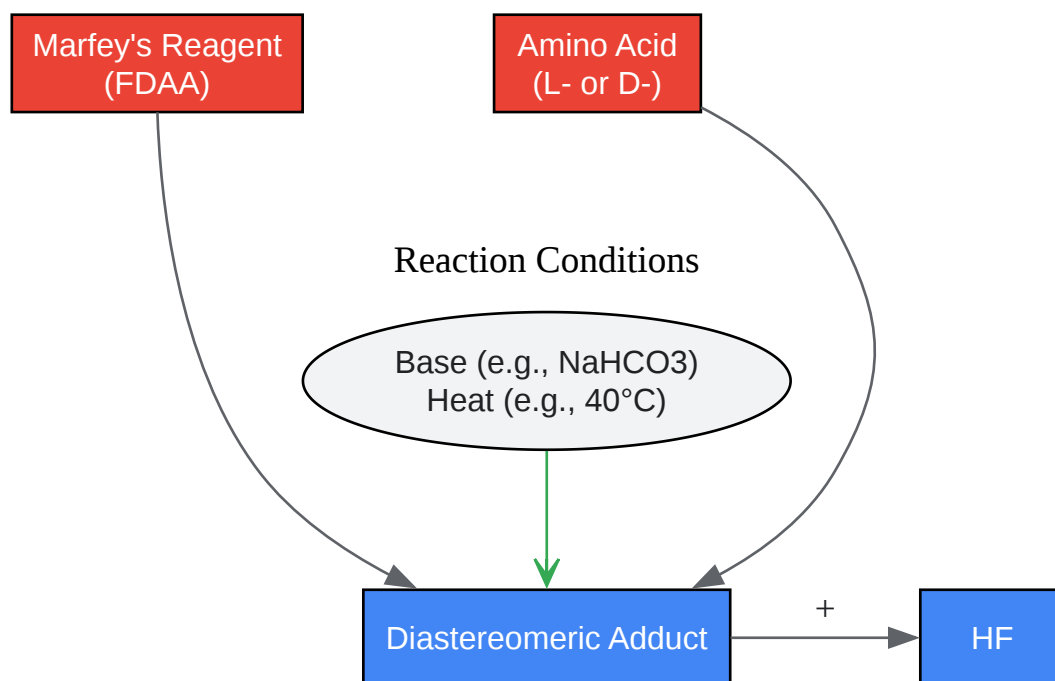 Marfey's Reagent
(FDAA)
Amino Acid
(L- or D-)
Reaction Conditions
Base (e.g., NaHCO3)
Heat (e.g., 40°C)
Diastereomeric Adduct
+
HF